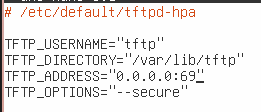 # /etc/default/tftpd-hpa
TFTP_USERNAME="tftp"
TFTP_DIRECTORY="/var/lib/tftp"
TFTP_ADDRESS="0.0.0.0:69"
TFTP_OPTIONS="--secure"